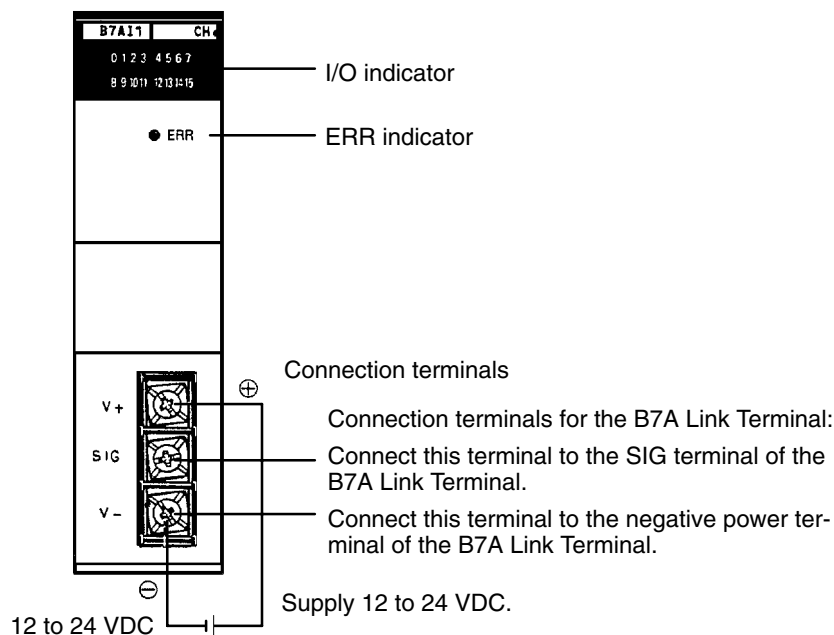 B7AI1 CH
0 1 2 3 4 5 6 7
8 9 10 11 12 13 14 15
I/O indicator
ERR
ERR indicator
Connection terminals
V+
Connection terminals for the B7A Link Terminal:
SIG
Connect this terminal to the SIG terminal of the
B7A Link Terminal.
V–
Connect this terminal to the negative power ter-
minal of the B7A Link Terminal.
Supply 12 to 24 VDC.
12 to 24 VDC